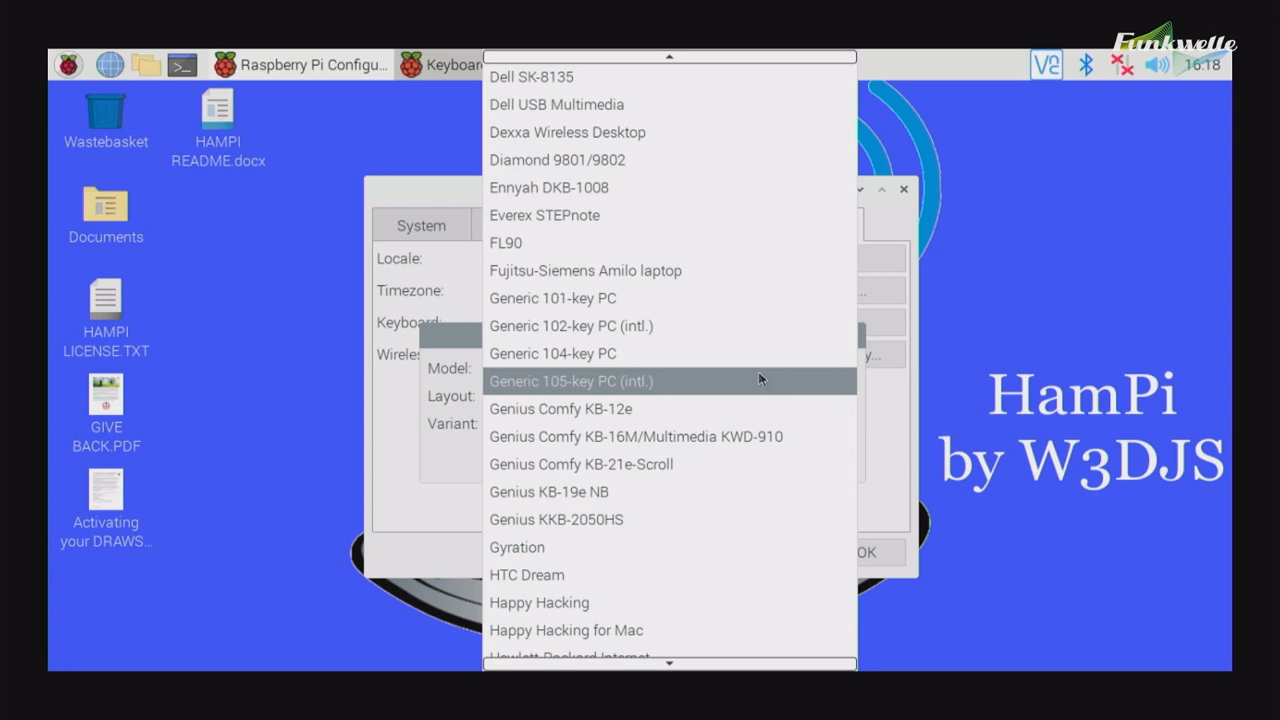 Funkwelle
Raspberry Pi Configu...
Keyboar
16:18
Wastebasket
HAMPI
README.docx
Documents
HAMPI
LICENSE.TXT
GIVE
BACK.PDF
Activating
your DRAWS...
System
Locale:
Timezone:
Keyboard:
Wireles
Model:
Layout:
Variant:
Dell SK-8135
Dell USB Multimedia
Dexxa Wireless Desktop
Diamond 9801/9802
Ennyah DKB-1008
Everex STEPnote
FL90
Fujitsu-Siemens Amilo laptop
Generic 101-key PC
Generic 102-key PC (intl.)
Generic 104-key PC
Generic 105-key PC (intl.)
Genius Comfy KB-12e
Genius Comfy KB-16M/Multimedia KWD-910
Genius Comfy KB-21e-Scroll
Genius KB-19e NB
Genius KKB-2050HS
Gyration
HTC Dream
Happy Hacking
Happy Hacking for Mac
Hewlett-Packard Internet
...
y...
OK
HamPi
by W3DJS